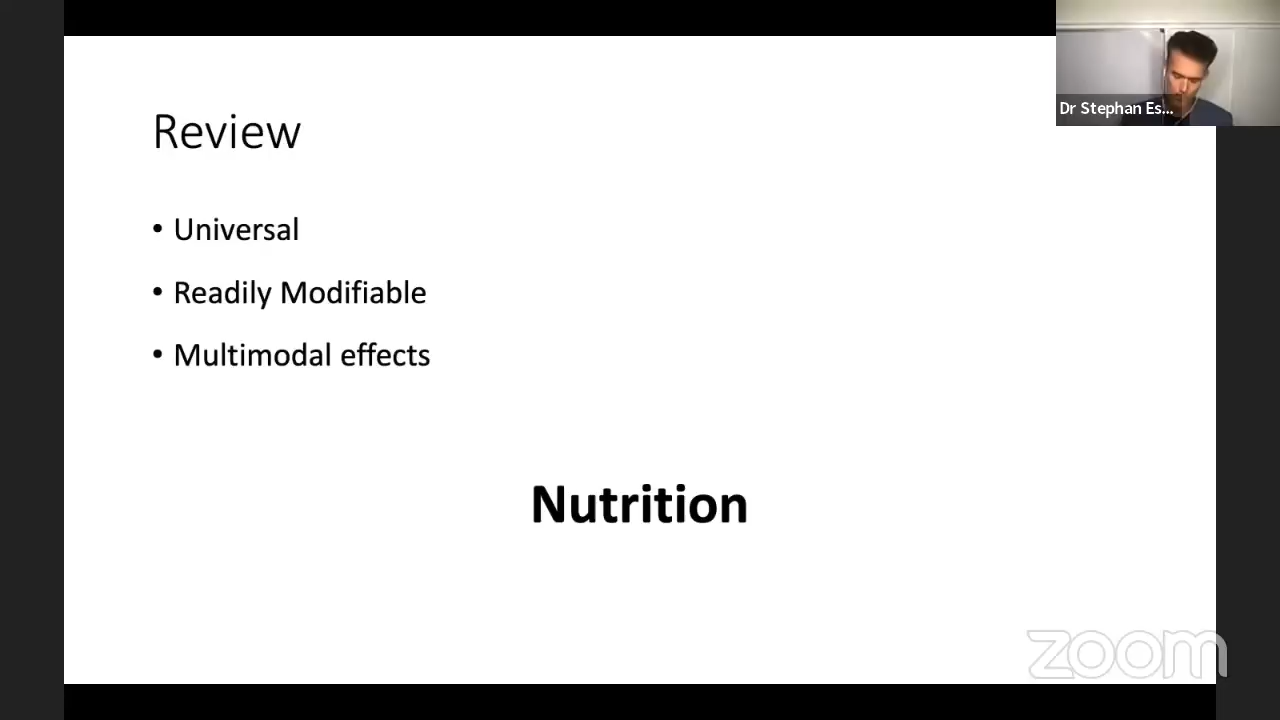 Dr Stephan Es...
Review
• Universal
• Readily Modifiable
• Multimodal effects
Nutrition
zoom